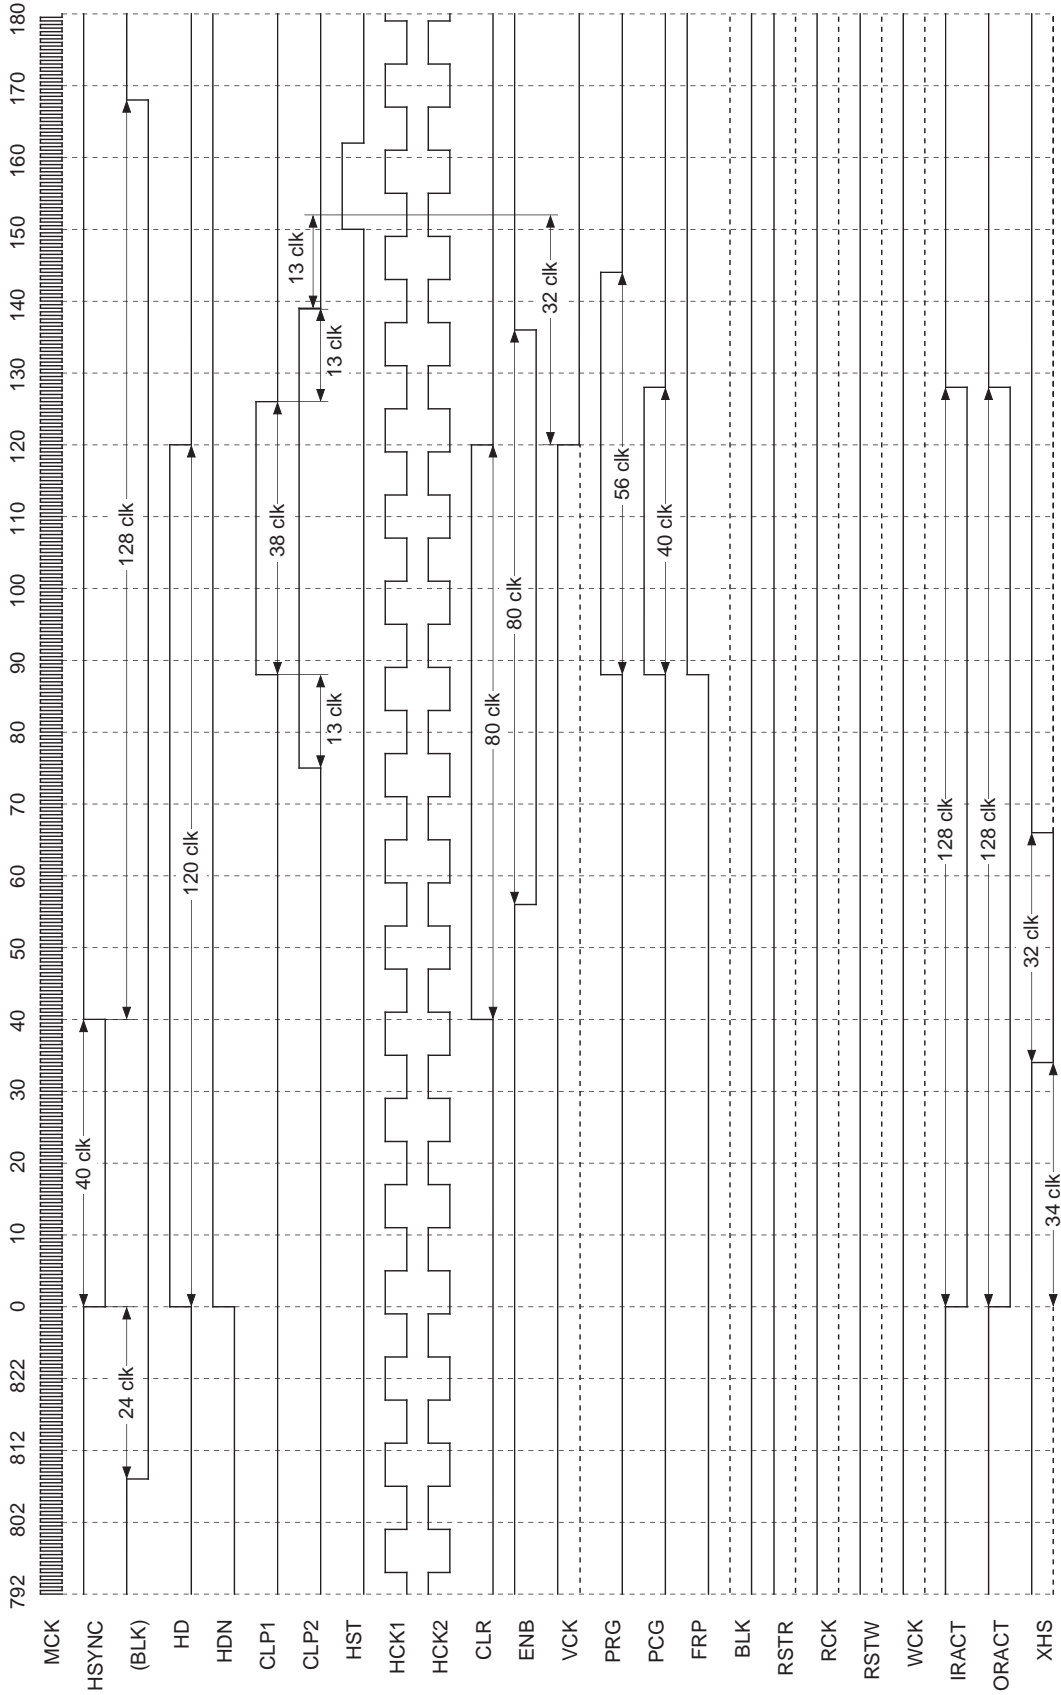 792 802 812 822 0 10 20 30 40 50 60 70 80 90 100 110 120 130 140 150 160 170 180
MCK
HSYNC 40 clk
(BLK) 24 clk 128 clk
HD 120 clk
HDN
CLP1 38 clk
CLP2 13 clk 13 clk 13 clk
HST
HCK1
HCK2
CLR 80 clk
ENB 80 clk
VCK 32 clk
PRG 56 clk
PCG 40 clk
FRP
BLK
RSTR
RCK
RSTW
WCK
IRACT 128 clk
ORACT 128 clk
XHS 34 clk 32 clk